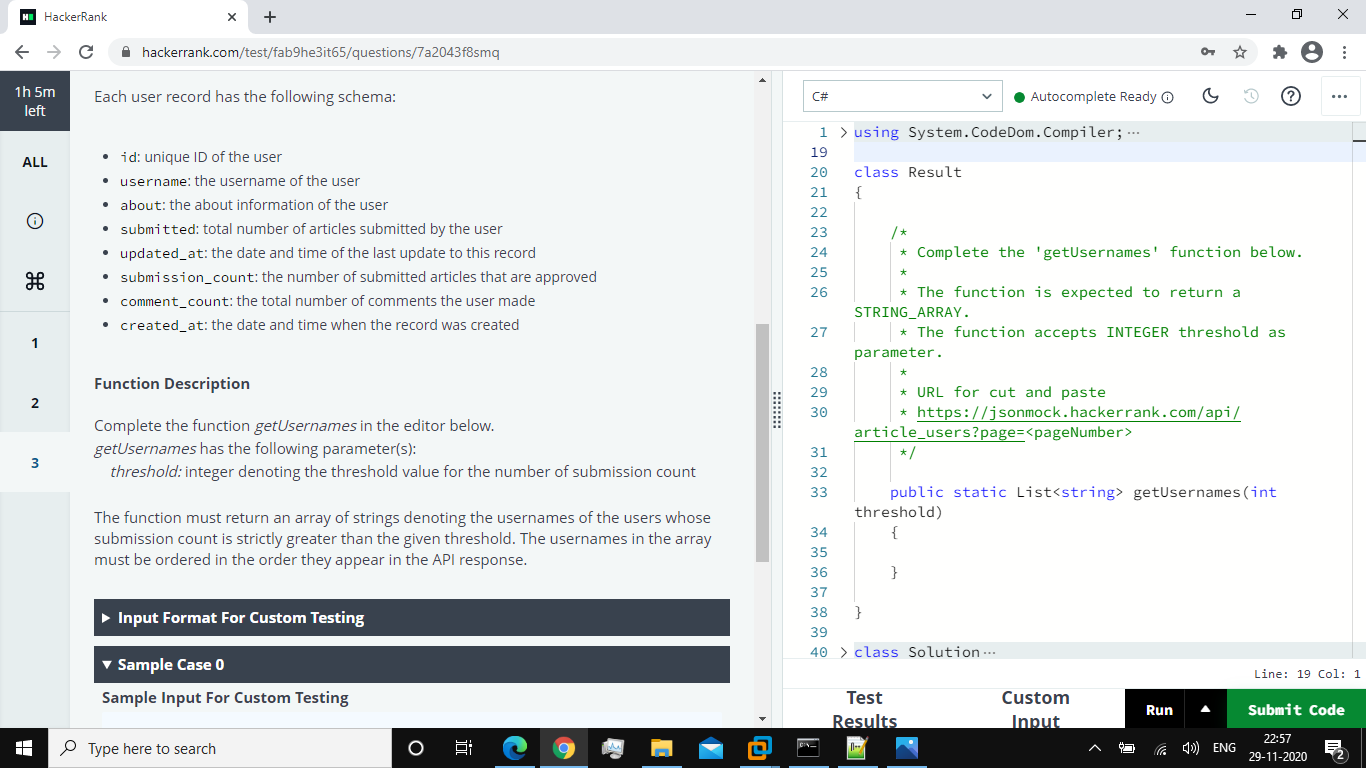 HackerRank
hackerrank.com/test/fab9he3it65/questions/7a2043f8smq
1h 5m
left
ALL
1
2
3
Each user record has the following schema:
• id: unique ID of the user
• username: the username of the user
• about: the about information of the user
• submitted: total number of articles submitted by the user
• updated_at: the date and time of the last update to this record
• submission_count: the number of submitted articles that are approved
• comment_count: the total number of comments the user made
• created_at: the date and time when the record was created
Function Description
Complete the function getUsernames in the editor below.
getUsernames has the following parameter(s):
threshold: integer denoting the threshold value for the number of submission count
The function must return an array of strings denoting the usernames of the users whose
submission count is strictly greater than the given threshold. The usernames in the array
must be ordered in the order they appear in the API response.
Input Format For Custom Testing
Sample Case 0
Sample Input For Custom Testing
C#
Autocomplete Ready
1 using System.CodeDom.Compiler; ···
19
20 class Result
21 {
22
23 /*
24 * Complete the 'getUsernames' function below.
25 *
26 * The function is expected to return a
STRING_ARRAY.
27 * The function accepts INTEGER threshold as
parameter.
28 *
29 * URL for cut and paste
30 * https://jsonmock.hackerrank.com/api/
article_users?page=<pageNumber>
31 */
32
33 public static List<string> getUsernames(int
threshold)
34 {
35
36 }
37
38 }
39
40 class Solution ···
Line: 19 Col: 1
Test
Results
Custom
Input
Run
Submit Code
Type here to search
ENG
22:57
29-11-2020
2